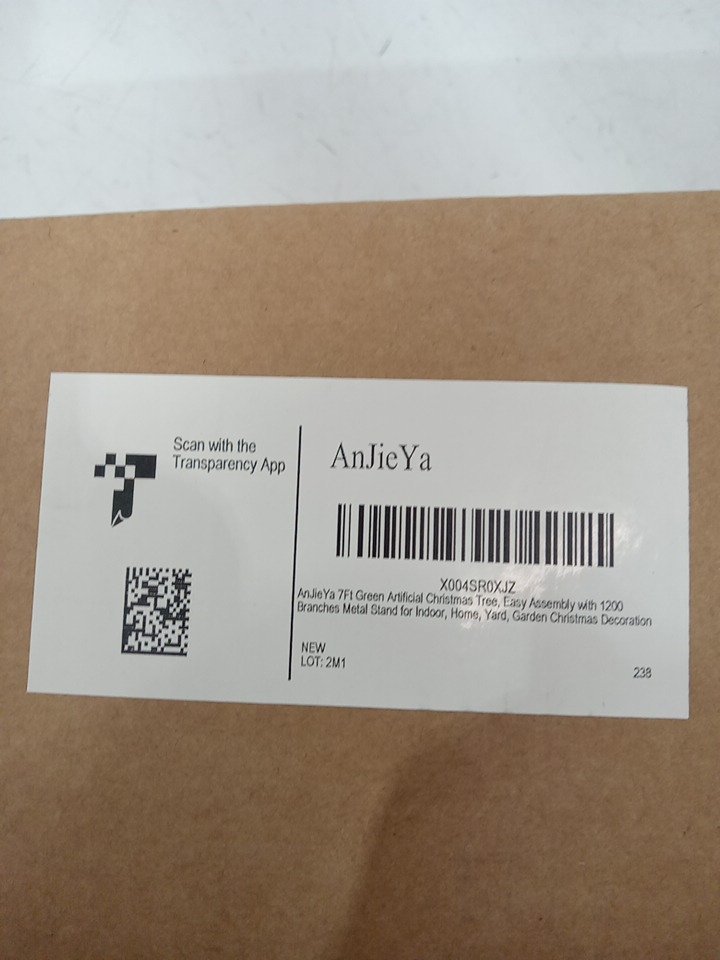 Scan with the
Transparency App
AnJieYa
X004SR0XJZ
AnJieYa 7Ft Green Artificial Christmas Tree, Easy Assembly with 1200
Branches Metal Stand for Indoor, Home, Yard, Garden Christmas Decoration
NEW
LOT: 2M1
238